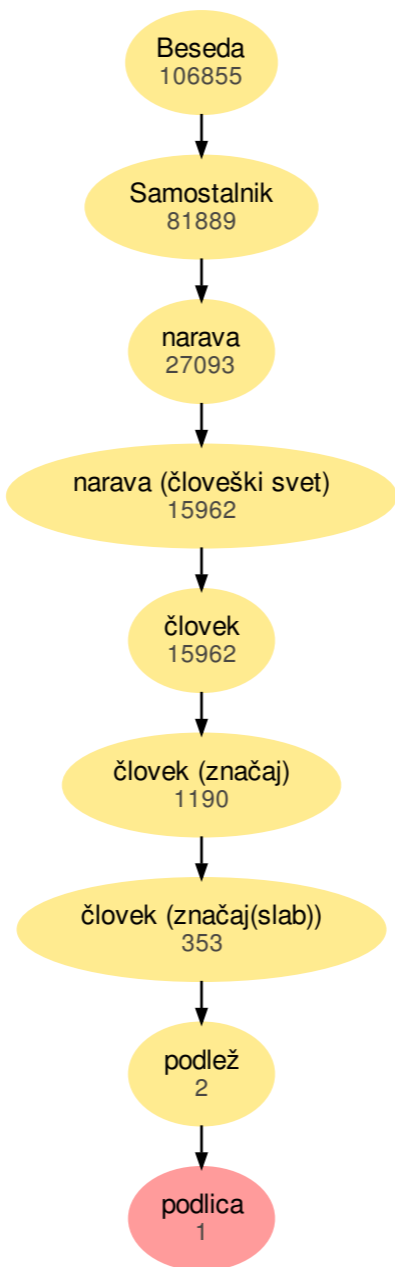 Beseda
106855
Samostalnik
81889
narava
27093
narava (človeški svet)
15962
človek
15962
človek (značaj)
1190
človek (značaj(slab))
353
podlež
2
podlica
1